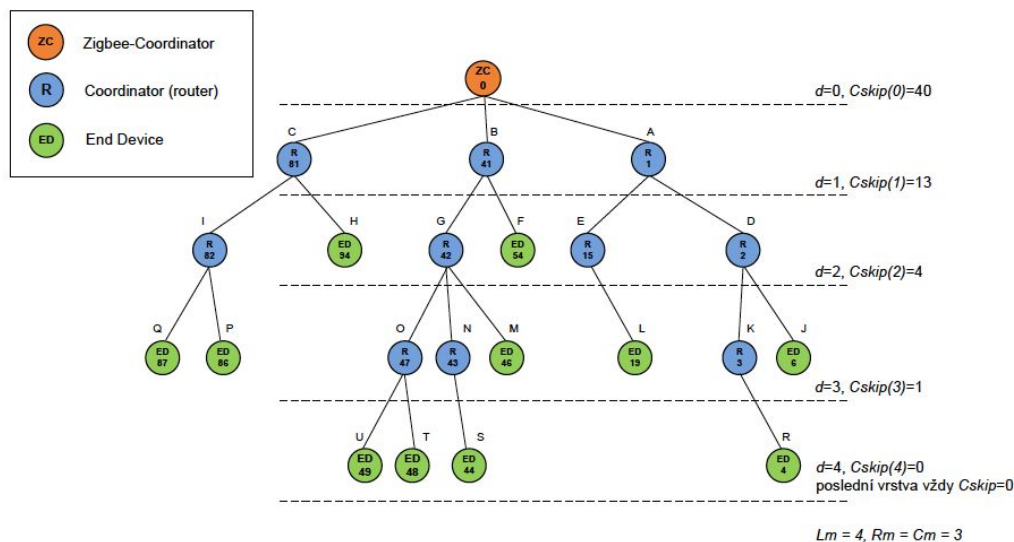 ZC Zigbee-Coordinator
R Coordinator (router)
ED End Device
ZC
0
d=0, Cskip(0)=40
C B A
R R R
81 41 1
d=1, Cskip(1)=13
I H G F E D
R ED R ED R R
82 94 42 54 15 2
d=2, Cskip(2)=4
Q P O N M L K J
ED ED R R ED ED R ED
87 86 47 43 46 19 3 6
d=3, Cskip(3)=1
U T S R
ED ED ED ED
49 48 44 4
d=4, Cskip(4)=0
poslední vrstva vždy Cskip=0
Lm = 4, Rm = Cm = 3